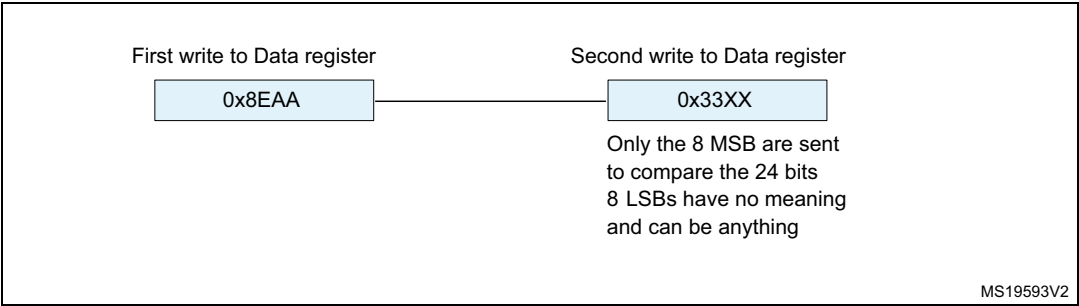 First write to Data register
Second write to Data register
0x8EAA
0x33XX
Only the 8 MSB are sent
to compare the 24 bits
8 LSBs have no meaning
and can be anything
MS19593V2